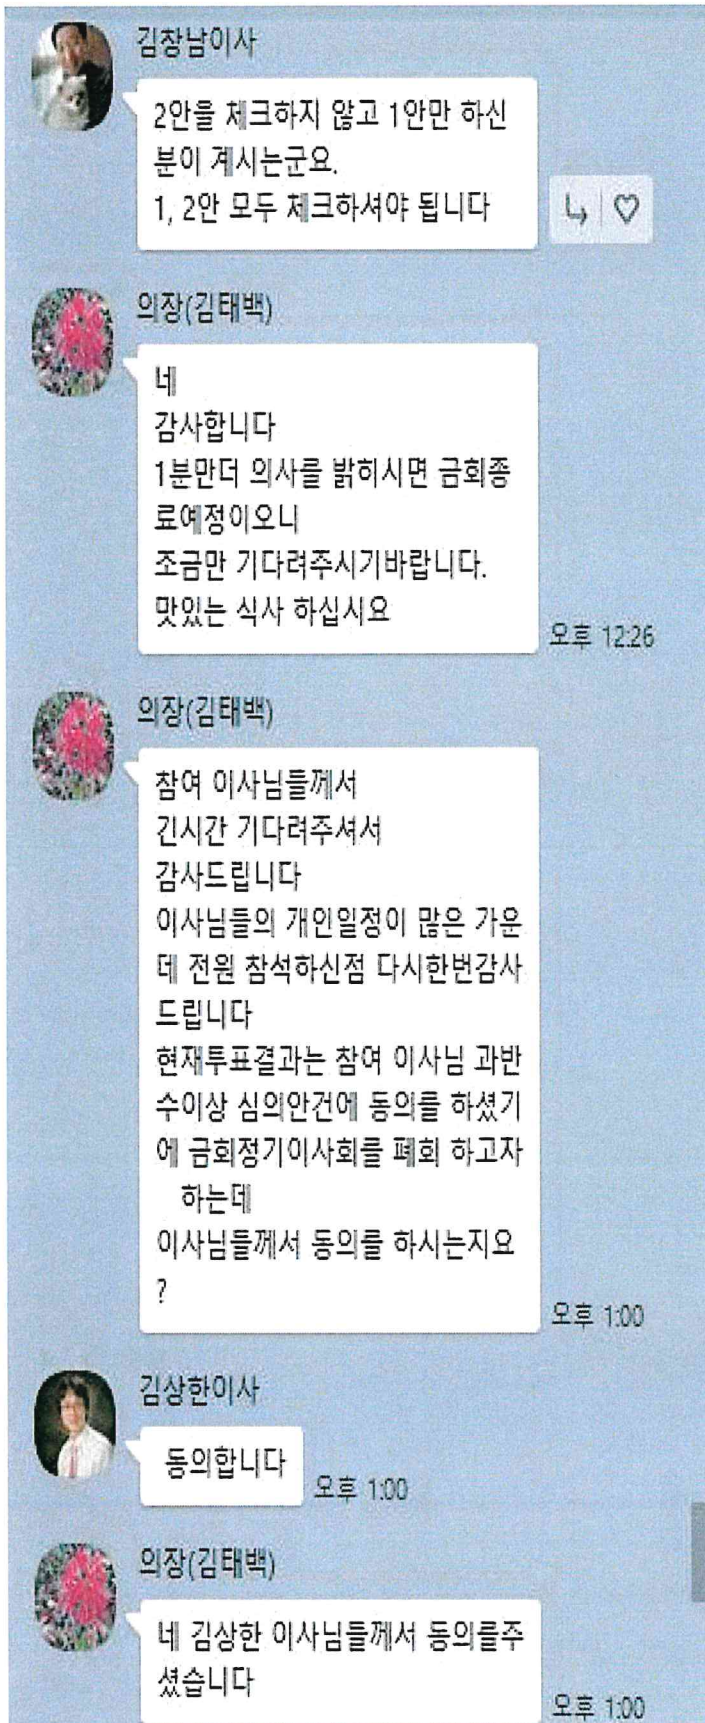 김창남이사
2안을 체크하지 않고 1안만 하신
분이 계시는군요.
1, 2안 모두 체크하셔야 됩니다
의장(김태백)
네
감사합니다
1분만더 의사를 밝히시면 금회종
료예정이오니
조금만 기다려주시기바랍니다.
맛있는 식사 하십시요
오후 12:26
의장(김태백)
참여 이사님들께서
긴시간 기다려주셔서
감사드립니다
이사님들의 개인일정이 많은 가운
데 전원 참석하신점 다시한번감사
드립니다
현재투표결과는 참여 이사님 과반
수이상 심의안건에 동의를 하셨기
에 금회정기이사회를 폐회 하고자
하는데
이사님들께서 동의를 하시는지요
?
오후 1:00
김상한이사
동의합니다
오후 1:00
의장(김태백)
네 김상한 이사님들께서 동의를주
셨습니다
오후 1:00